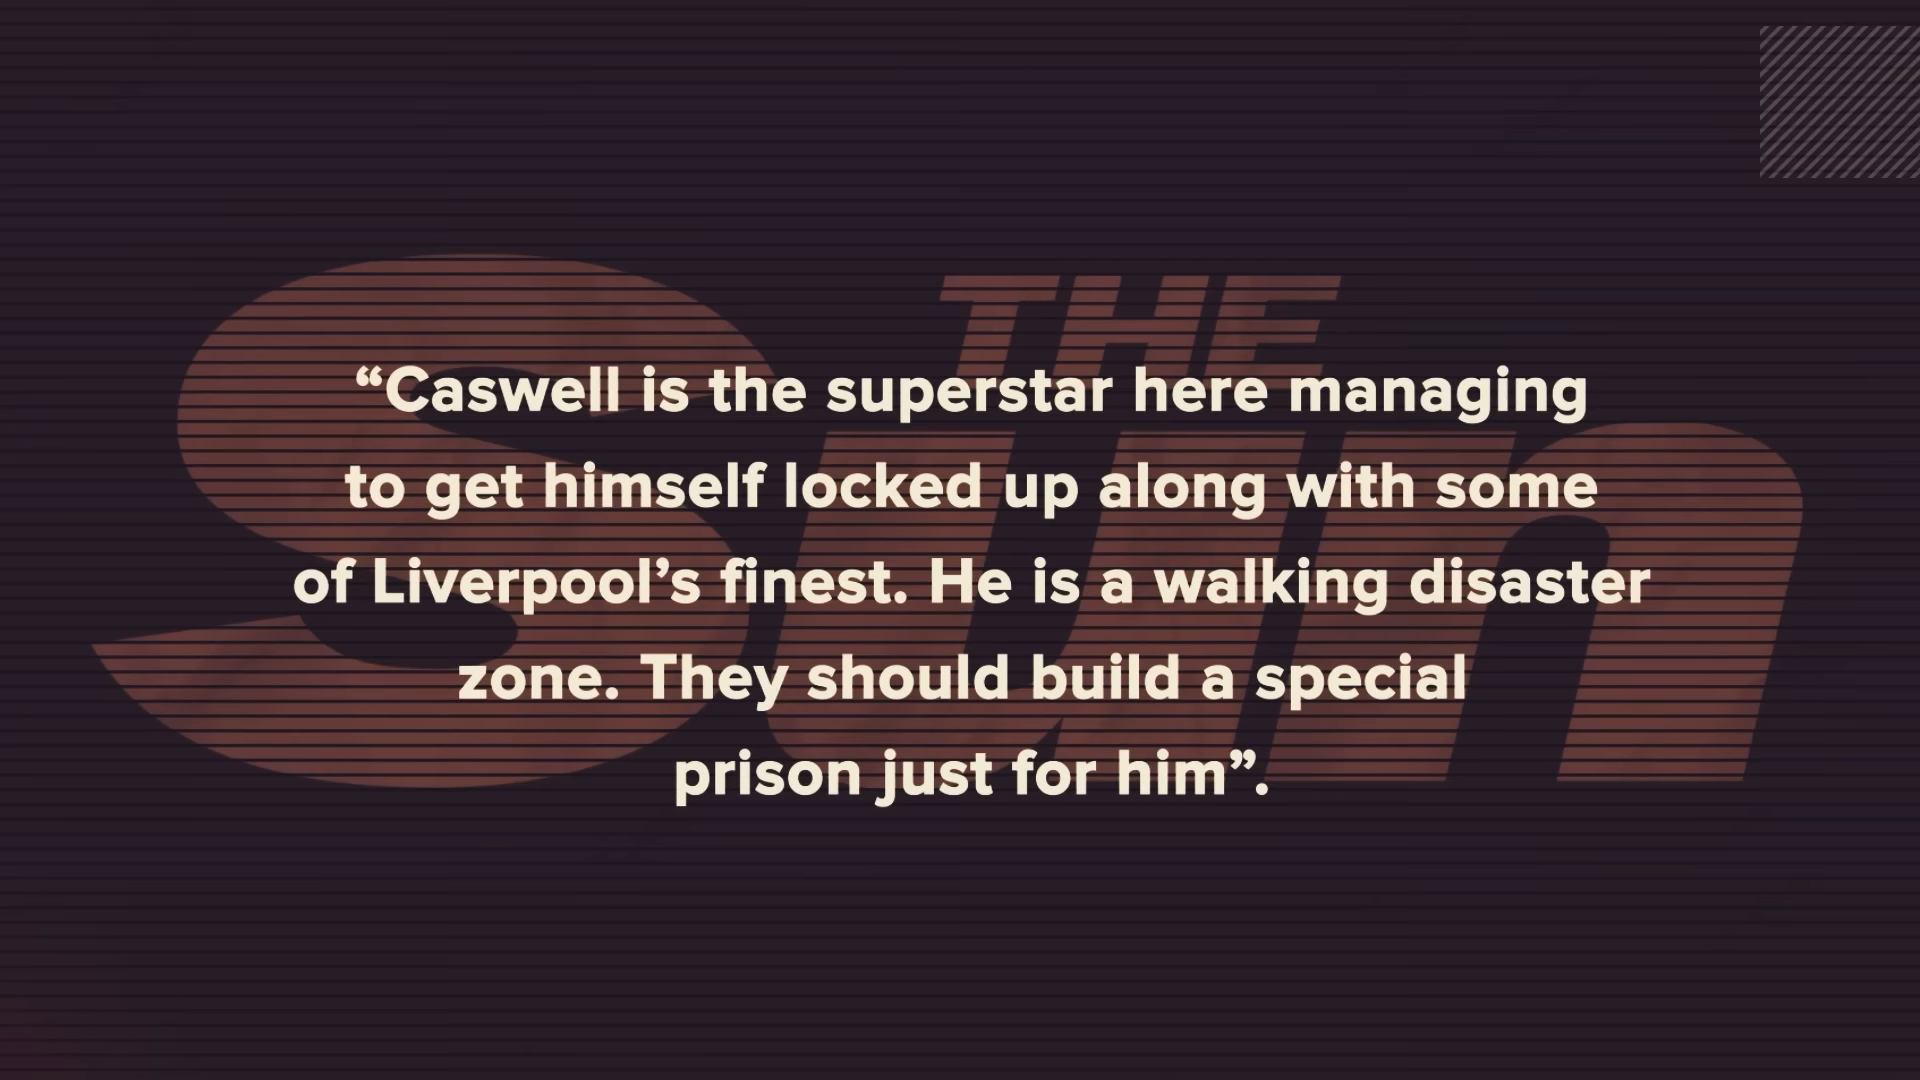 THE
Sun
“Caswell is the superstar here managing
to get himself locked up along with some
of Liverpool’s finest. He is a walking disaster
zone. They should build a special
prison just for him”.